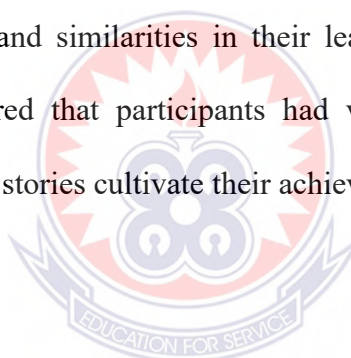 and similarities in their lea
red that participants had v
stories cultivate their achiev
EDUCATION FOR SERVICE